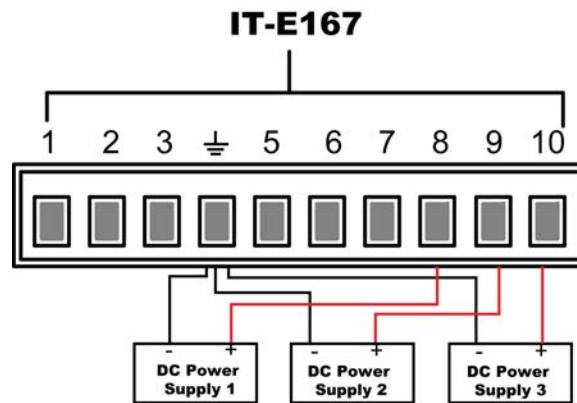 IT-E167
1 2 3 5 6 7 8 9 10
- + - + - +
DC Power
Supply 1
DC Power
Supply 2
DC Power
Supply 3